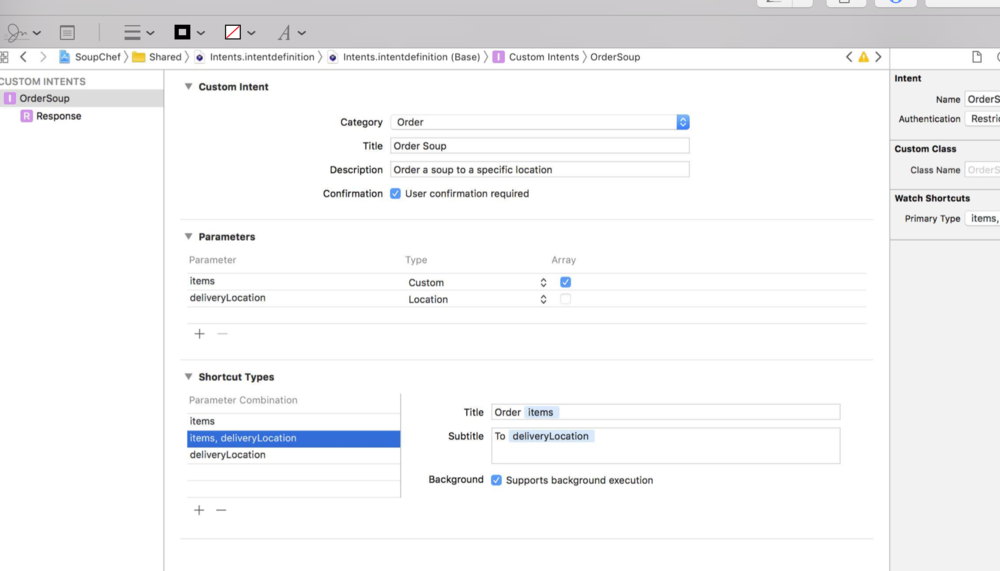 SoupChef Shared Intents.intentdefinition Intents.intentdefinition (Base) I Custom Intents OrderSoup
CUSTOM INTENTS
I OrderSoup
R Response
Custom Intent
Category Order
Title Order Soup
Description Order a soup to a specific location
Confirmation User confirmation required
Parameters
Parameter Type Array
items Custom
deliveryLocation Location
Shortcut Types
Parameter Combination
items
items, deliveryLocation
deliveryLocation
Title Order items
Subtitle To deliveryLocation
Background Supports background execution
Intent
Name OrderS
Authentication Restric
Custom Class
Class Name OrderS
Watch Shortcuts
Primary Type items,